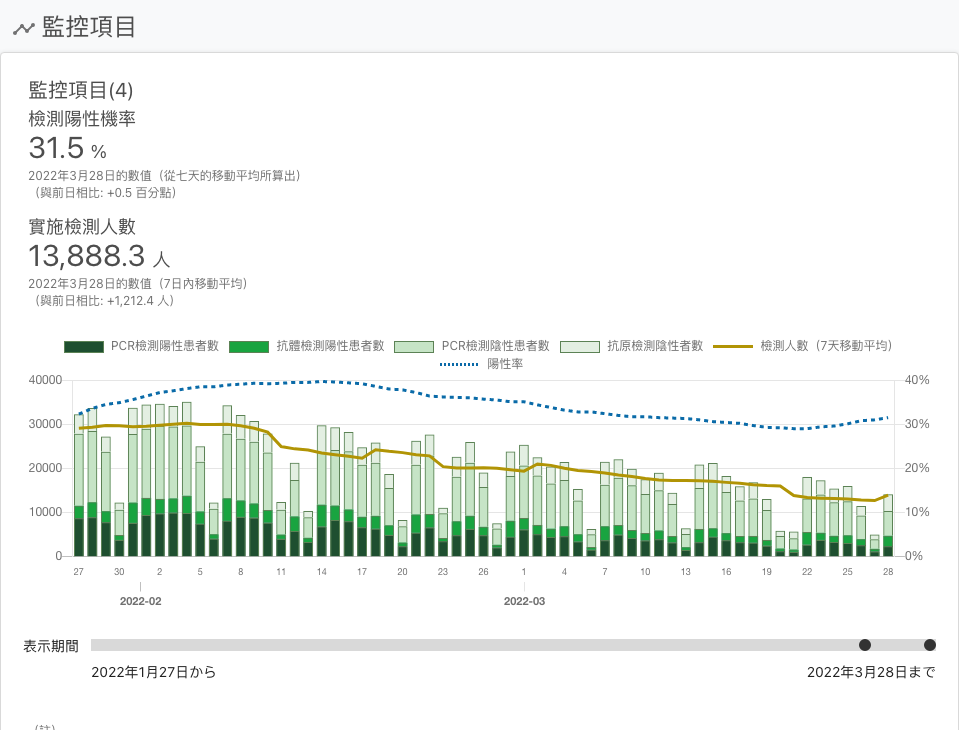 監控項目
監控項目(4)
檢測陽性機率
31.5 %
2022年3月28日的數值（從七天的移動平均所算出）
（與前日相比: +0.5 百分點）
實施檢測人數
13,888.3 人
2022年3月28日的數值（7日內移動平均）
（與前日相比: +1,212.4 人）
PCR檢測陽性患者數 抗體檢測陽性患者數 PCR檢測陰性患者數 抗原檢測陰性者數 檢測人數（7天移動平均）
陽性率
40000 40%
30000 30%
20000 20%
10000 10%
0 0%
27 30 2 5 8 11 14 17 20 23 26 1 4 7 10 13 16 19 22 25 28
2022-02 2022-03
表示期間
2022年1月27日から 2022年3月28日まで
（註）